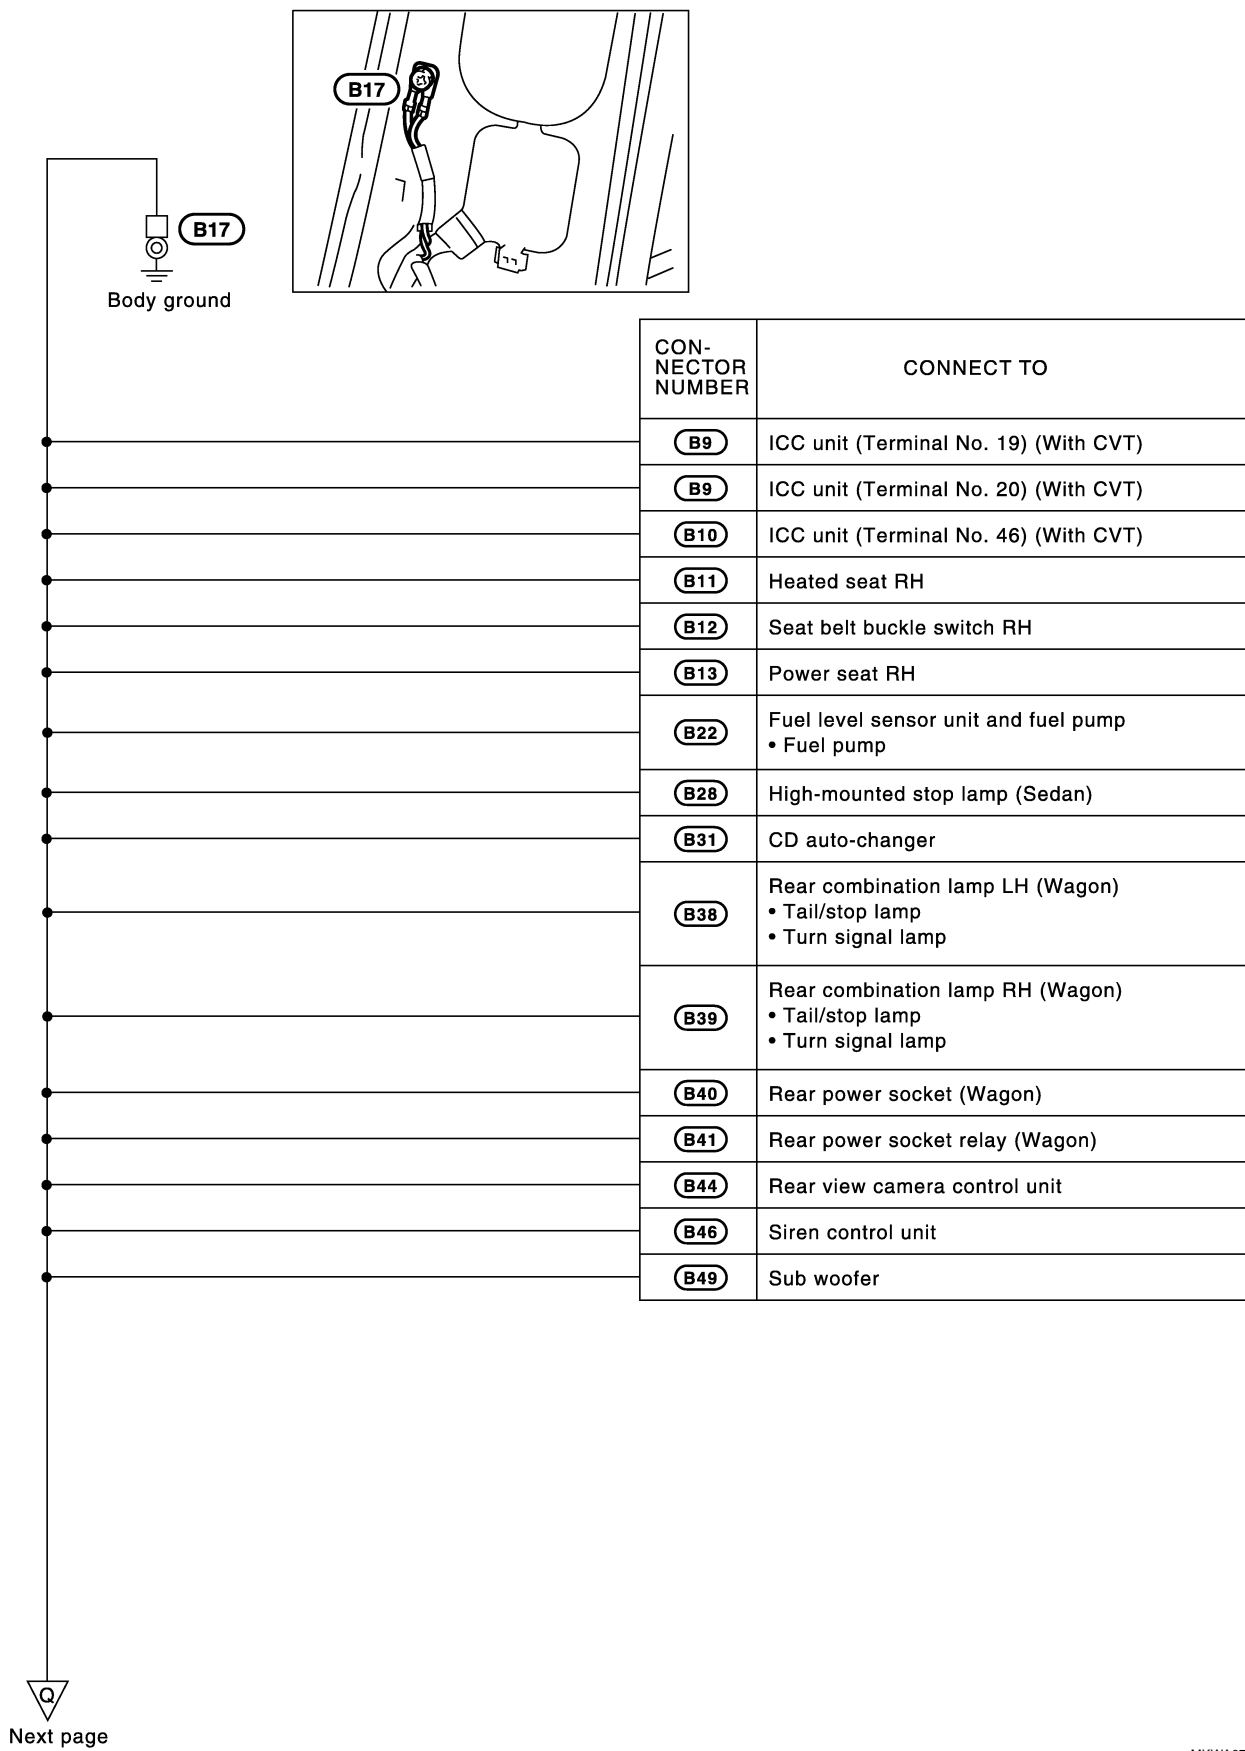 B17
B17
Body ground
CON-
NECTOR
NUMBER
CONNECT TO
B9 ICC unit (Terminal No. 19) (With CVT)
B9 ICC unit (Terminal No. 20) (With CVT)
B10 ICC unit (Terminal No. 46) (With CVT)
B11 Heated seat RH
B12 Seat belt buckle switch RH
B13 Power seat RH
B22 Fuel level sensor unit and fuel pump
• Fuel pump
B28 High-mounted stop lamp (Sedan)
B31 CD auto-changer
B38 Rear combination lamp LH (Wagon)
• Tail/stop lamp
• Turn signal lamp
B39 Rear combination lamp RH (Wagon)
• Tail/stop lamp
• Turn signal lamp
B40 Rear power socket (Wagon)
B41 Rear power socket relay (Wagon)
B44 Rear view camera control unit
B46 Siren control unit
B49 Sub woofer
Q
Next page